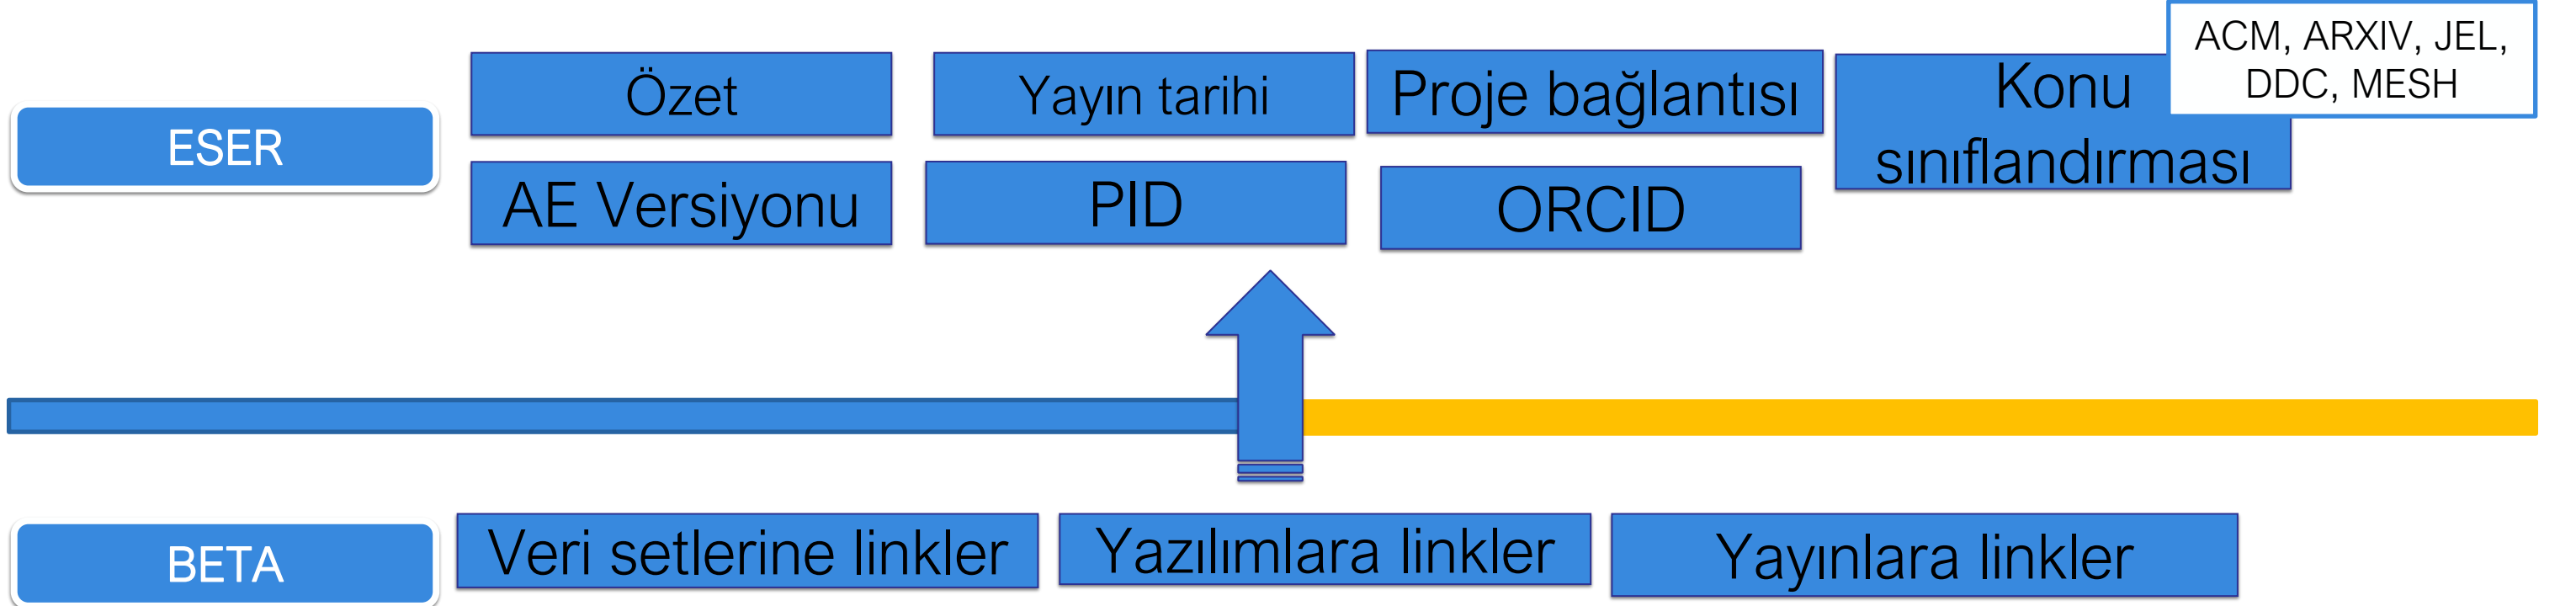 ESER
Özet
Yayın tarihi
Proje bağlantısı
Konu
sınıflandırması
ACM, ARXIV, JEL,
DDC, MESH
AE Versiyonu
PID
ORCID
BETA
Veri setlerine linkler
Yazılımlara linkler
Yayınlara linkler